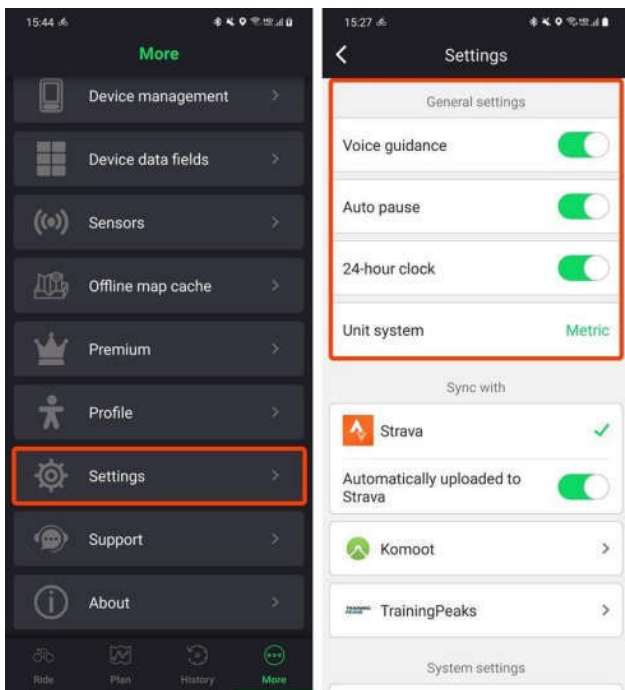 15:44
More
Device management
Device data fields
Sensors
Offline map cache
Premium
Profile
Settings
Support
About
Ride
Plan
History
More
15:27
Settings
General settings
Voice guidance
Auto pause
24-hour clock
Unit system
Metric
Sync with
Strava
Automatically uploaded to
Strava
Komoot
TrainingPeaks
System settings